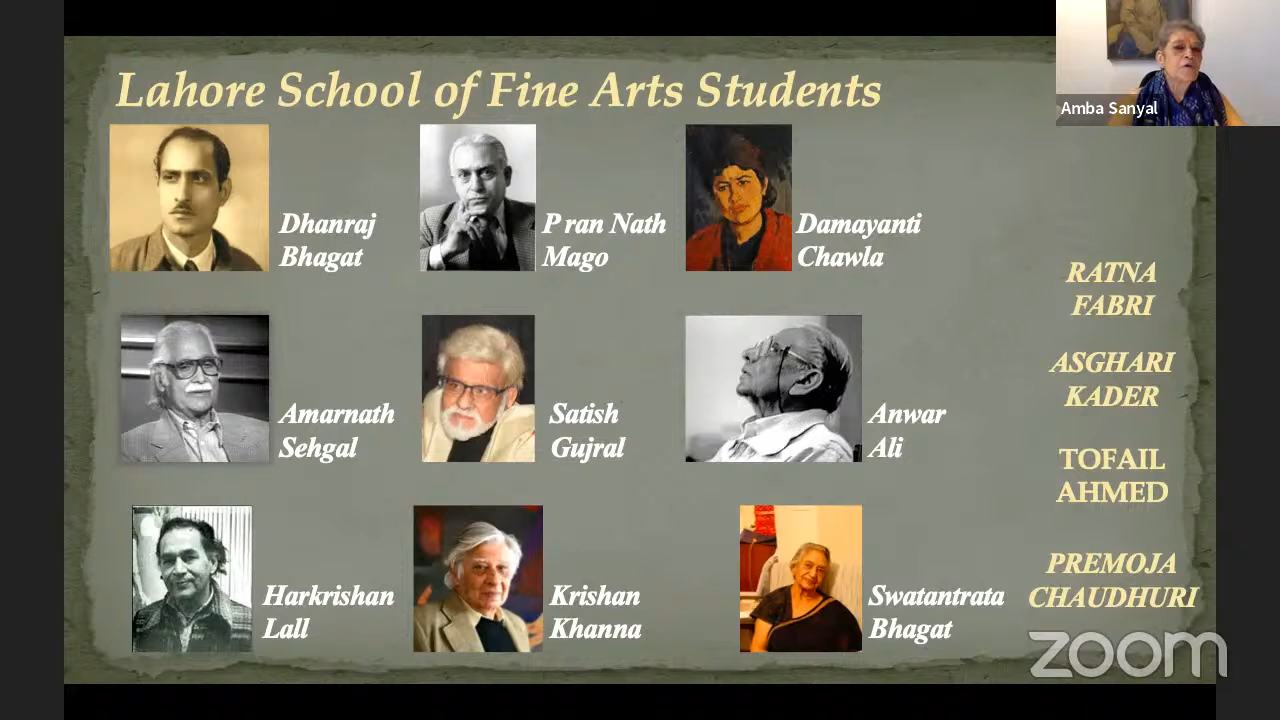 Lahore School of Fine Arts Students
Amba Sanyal
Dhanraj
Bhagat
P ran Nath
Mago
Damayanti
Chawla
Amarnath
Sehgal
Satish
Gujral
Anwar
Ali
Harkrishan
Lall
Krishan
Khanna
Swatantrata
Bhagat
RATNA
FABRI
ASGHARI
KADER
TOFAIL
AHMED
PREMOJA
CHAUDHURI
zoom